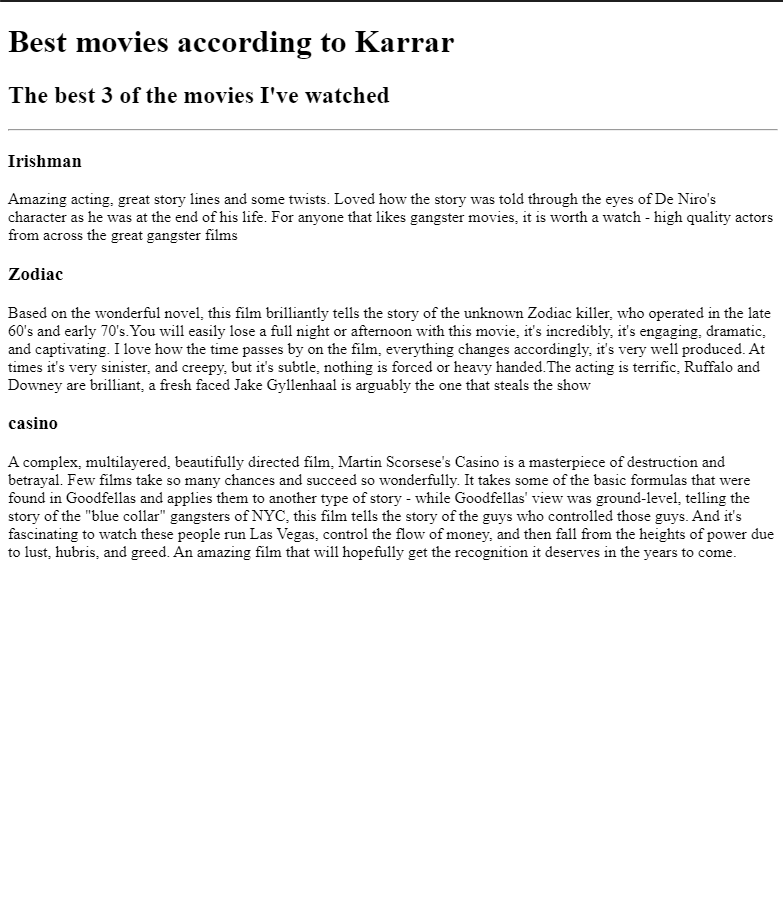 Best movies according to Karrar
The best 3 of the movies I've watched
Irishman
Amazing acting, great story lines and some twists. Loved how the story was told through the eyes of De Niro's
character as he was at the end of his life. For anyone that likes gangster movies, it is worth a watch - high quality actors
from across the great gangster films
Zodiac
Based on the wonderful novel, this film brilliantly tells the story of the unknown Zodiac killer, who operated in the late
60's and early 70's.You will easily lose a full night or afternoon with this movie, it's incredibly, it's engaging, dramatic,
and captivating. I love how the time passes by on the film, everything changes accordingly, it's very well produced. At
times it's very sinister, and creepy, but it's subtle, nothing is forced or heavy handed.The acting is terrific, Ruffalo and
Downey are brilliant, a fresh faced Jake Gyllenhaal is arguably the one that steals the show
casino
A complex, multilayered, beautifully directed film, Martin Scorsese's Casino is a masterpiece of destruction and
betrayal. Few films take so many chances and succeed so wonderfully. It takes some of the basic formulas that were
found in Goodfellas and applies them to another type of story - while Goodfellas' view was ground-level, telling the
story of the "blue collar" gangsters of NYC, this film tells the story of the guys who controlled those guys. And it's
fascinating to watch these people run Las Vegas, control the flow of money, and then fall from the heights of power due
to lust, hubris, and greed. An amazing film that will hopefully get the recognition it deserves in the years to come.